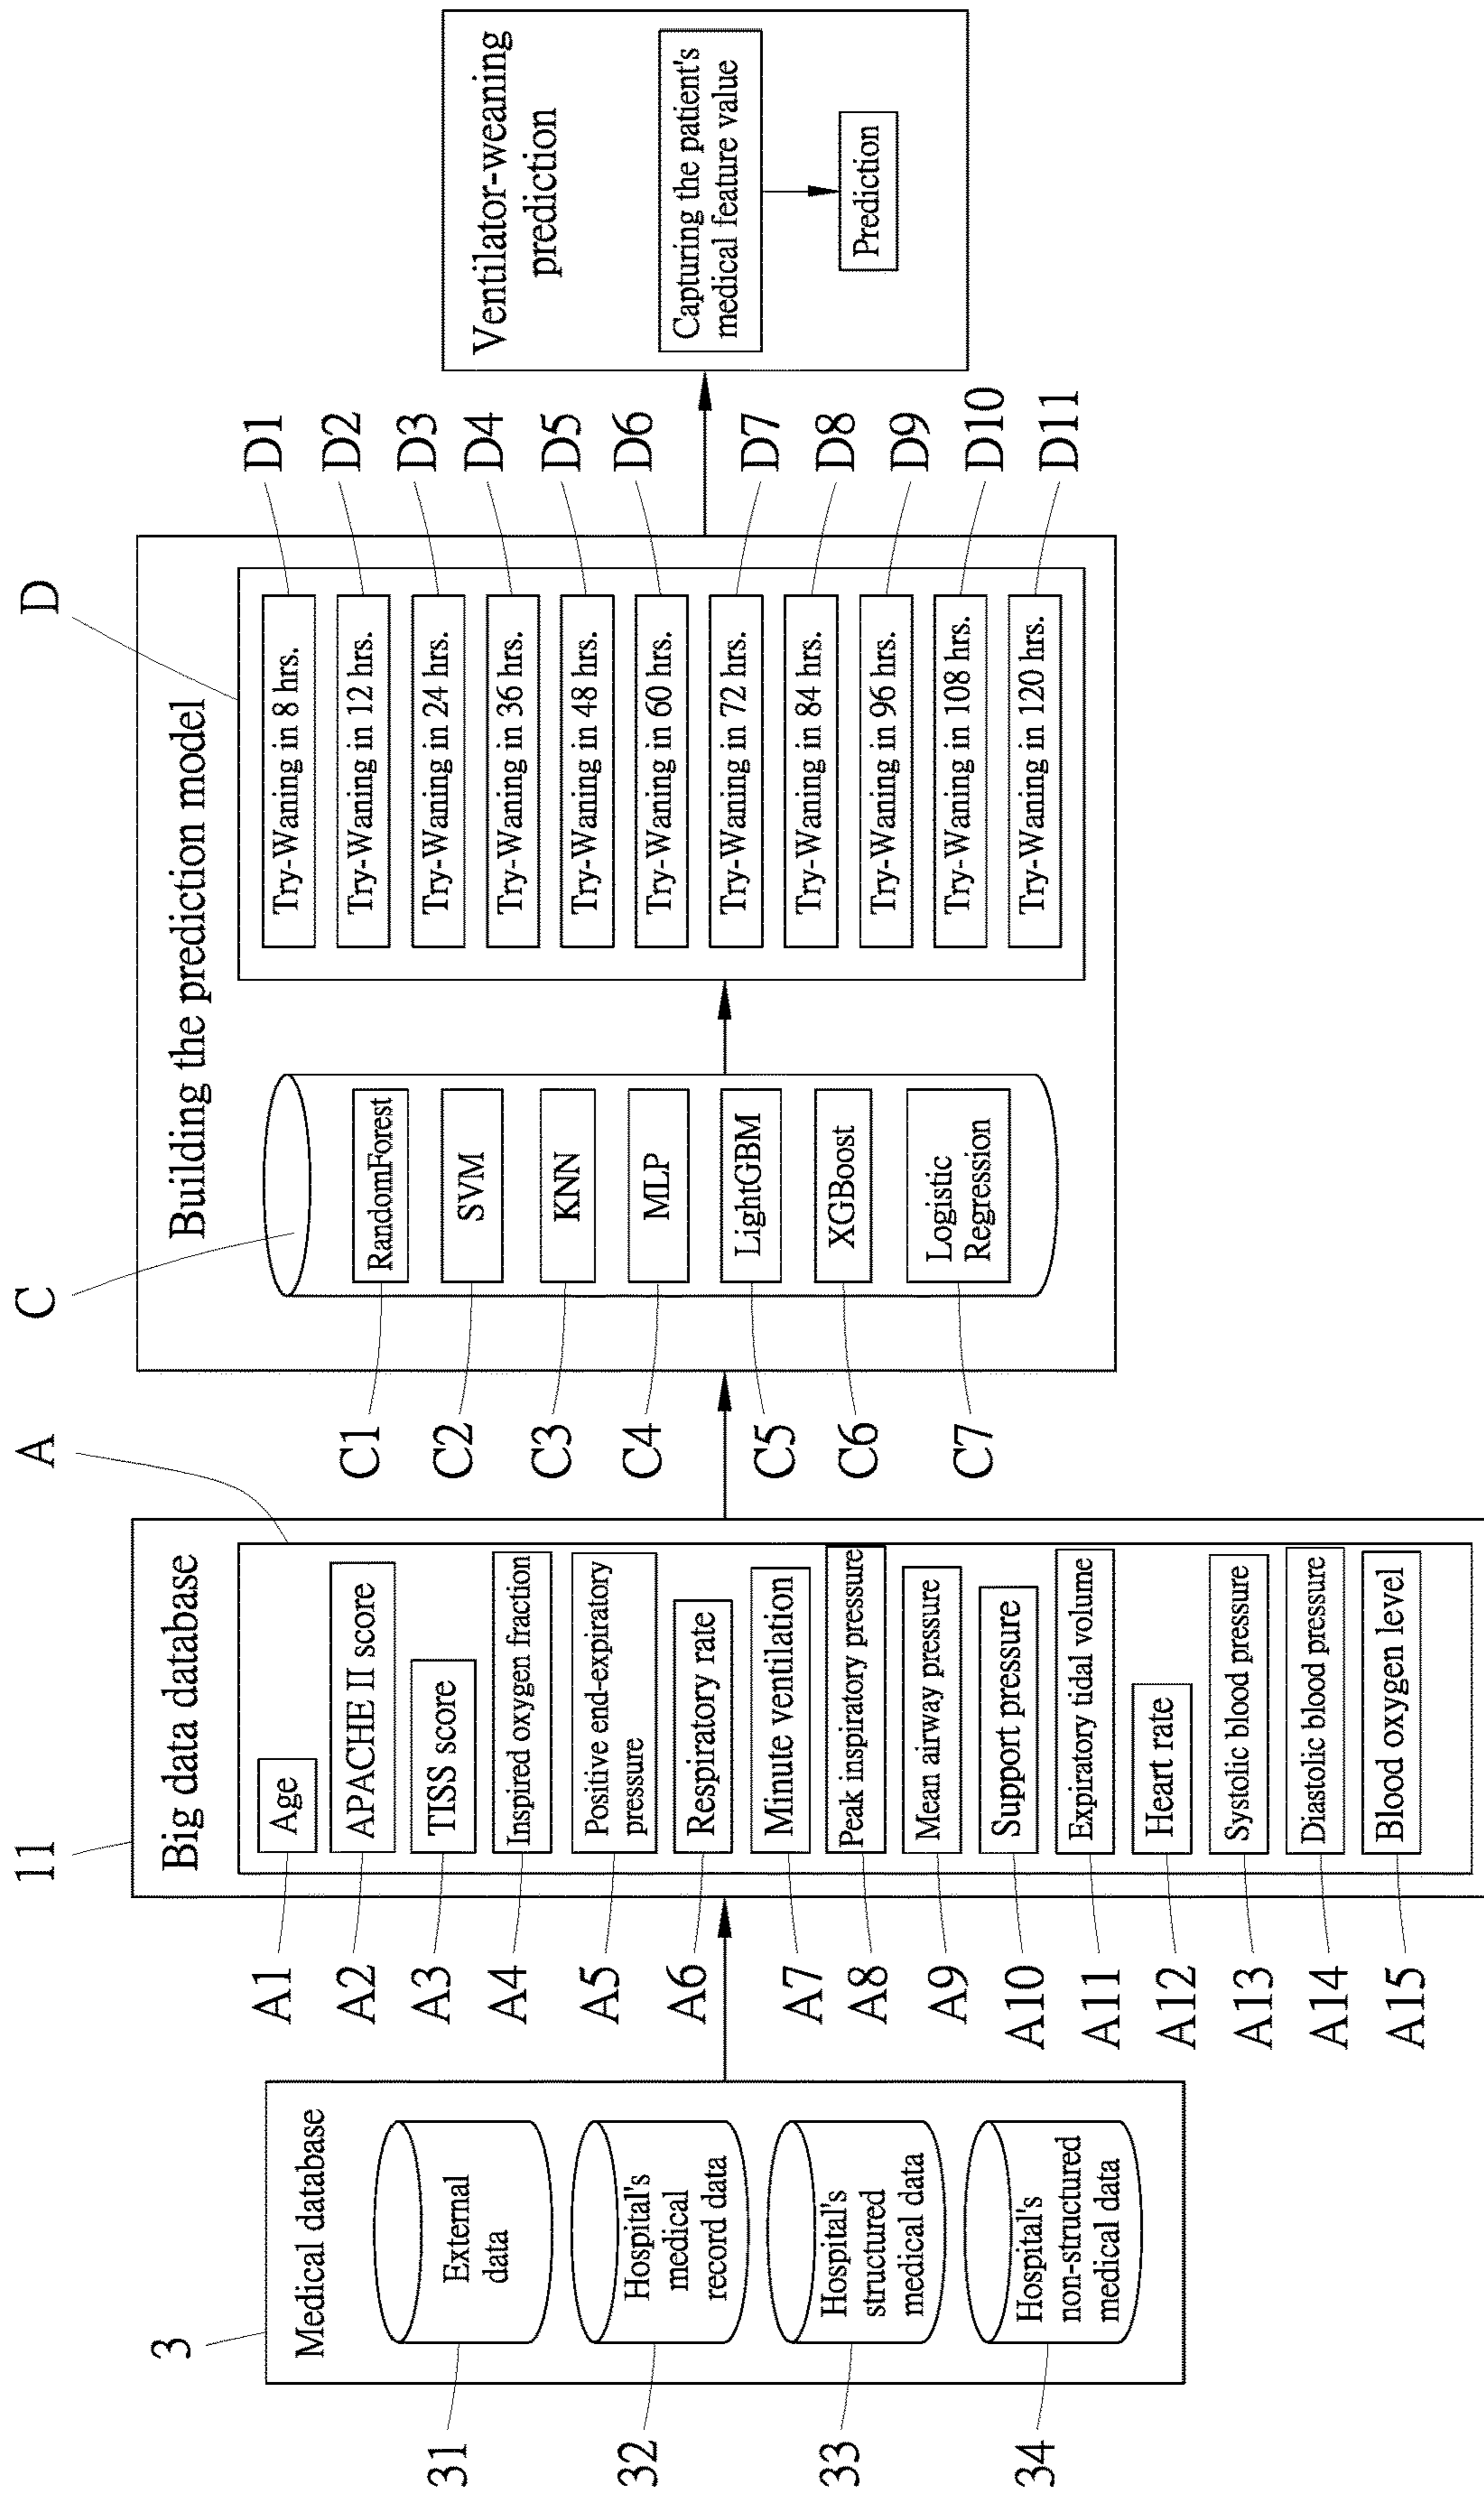 3
Medical database
31
External
data
32
Hospital's
medical
record data
33
Hospital's
structured
medical data
34
Hospital's
non-structured
medical data
11
Big data database
A
A1
Age
A2
APACHE II score
A3
TISS score
A4
Inspired oxygen fraction
A5
Positive end-expiratory
pressure
A6
Respiratory rate
A7
Minute ventilation
A8
Peak inspiratory pressure
A9
Mean airway pressure
A10
Support pressure
A11
Expiratory tidal volume
A12
Heart rate
A13
Systolic blood pressure
A14
Diastolic blood pressure
A15
Blood oxygen level
Building the prediction model
C
C1
RandomForest
C2
SVM
C3
KNN
C4
MLP
C5
LightGBM
C6
XGBoost
C7
Logistic
Regression
D
Try-Waning in 8 hrs.
D1
Try-Waning in 12 hrs.
D2
Try-Waning in 24 hrs.
D3
Try-Waning in 36 hrs.
D4
Try-Waning in 48 hrs.
D5
Try-Waning in 60 hrs.
D6
Try-Waning in 72 hrs.
D7
Try-Waning in 84 hrs.
D8
Try-Waning in 96 hrs.
D9
Try-Waning in 108 hrs.
D10
Try-Waning in 120 hrs.
D11
Ventilator-weaning
prediction
Capturing the patient's
medical feature value
Prediction